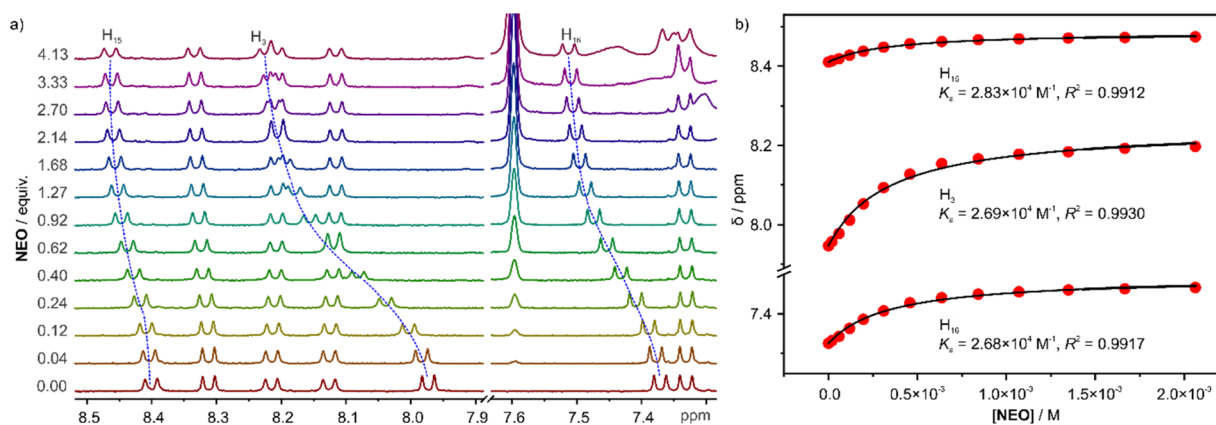 a)
NEO / equiv.
H₁₅
H₃
H₁₆
4.13
3.33
2.70
2.14
1.68
1.27
0.92
0.62
0.40
0.24
0.12
0.04
0.00
8.5 8.4 8.3 8.2 8.1 8.0 7.9 7.6 7.5 7.4 ppm
b)
δ / ppm
8.4
8.2
8.0
7.4
H₁₅
Kₐ = 2.83×10⁴ M⁻¹, R² = 0.9912
H₃
Kₐ = 2.69×10⁴ M⁻¹, R² = 0.9930
H₁₆
Kₐ = 2.68×10⁴ M⁻¹, R² = 0.9917
0.0 5.0×10⁻⁴ 1.0×10⁻³ 1.5×10⁻³ 2.0×10⁻³
[NEO] / M